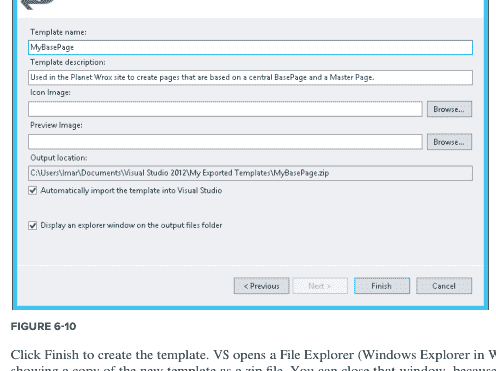 Template name:
MyBasePage
Template description:
Used in the Planet Wrox site to create pages that are based on a central BasePage and a Master Page.
Icon Image:
Browse...
Preview Image:
Browse...
Output location:
C:\Users\Imar\Documents\Visual Studio 2012\My Exported Templates\MyBasePage.zip
Automatically import the template into Visual Studio
Display an explorer window on the output files folder
< Previous Next > Finish Cancel
FIGURE 6-10
Click Finish to create the template. VS opens a File Explorer (Windows Explorer in W
showing a copy of the new template as a zip file. You can close that window, because